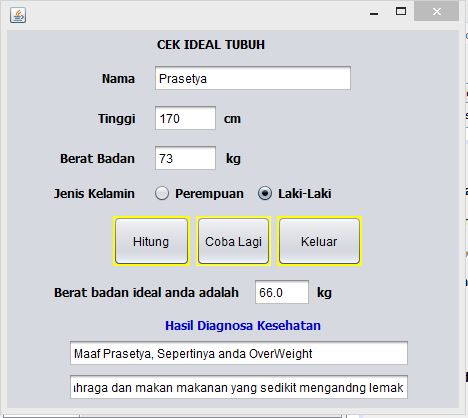 CEK IDEAL TUBUH
Nama Prasetya
Tinggi 170 cm
Berat Badan 73 kg
Jenis Kelamin Perempuan Laki-Laki
Hitung Coba Lagi Keluar
Berat badan ideal anda adalah 66.0 kg
Hasil Diagnosa Kesehatan
Maaf Prasetya, Sepertinya anda OverWeight
ahraga dan makan makanan yang sedikit mengandng lemak